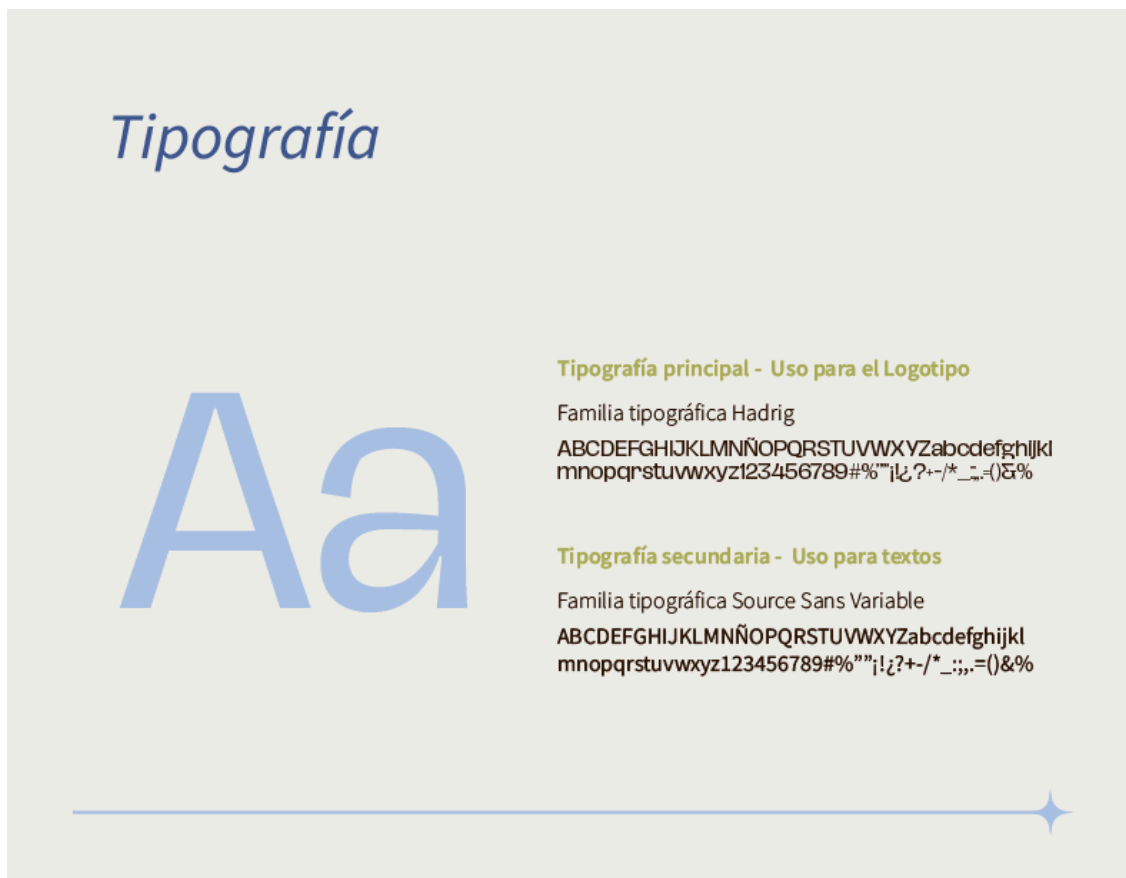 Tipografía
Aa
Tipografía principal - Uso para el Logotipo
Familia tipográfica Hadrig
ABCDEFGHIJKLMNÑOPQRSTUVWXYZabcdefghijkl
mnopqrstuvwxyz123456789#%””¡!¿?+-/*_:;,.=()&%
Tipografía secundaria - Uso para textos
Familia tipográfica Source Sans Variable
ABCDEFGHIJKLMNÑOPQRSTUVWXYZabcdefghijkl
mnopqrstuvwxyz123456789#%””¡!¿?+-/*_:;,.=()&%